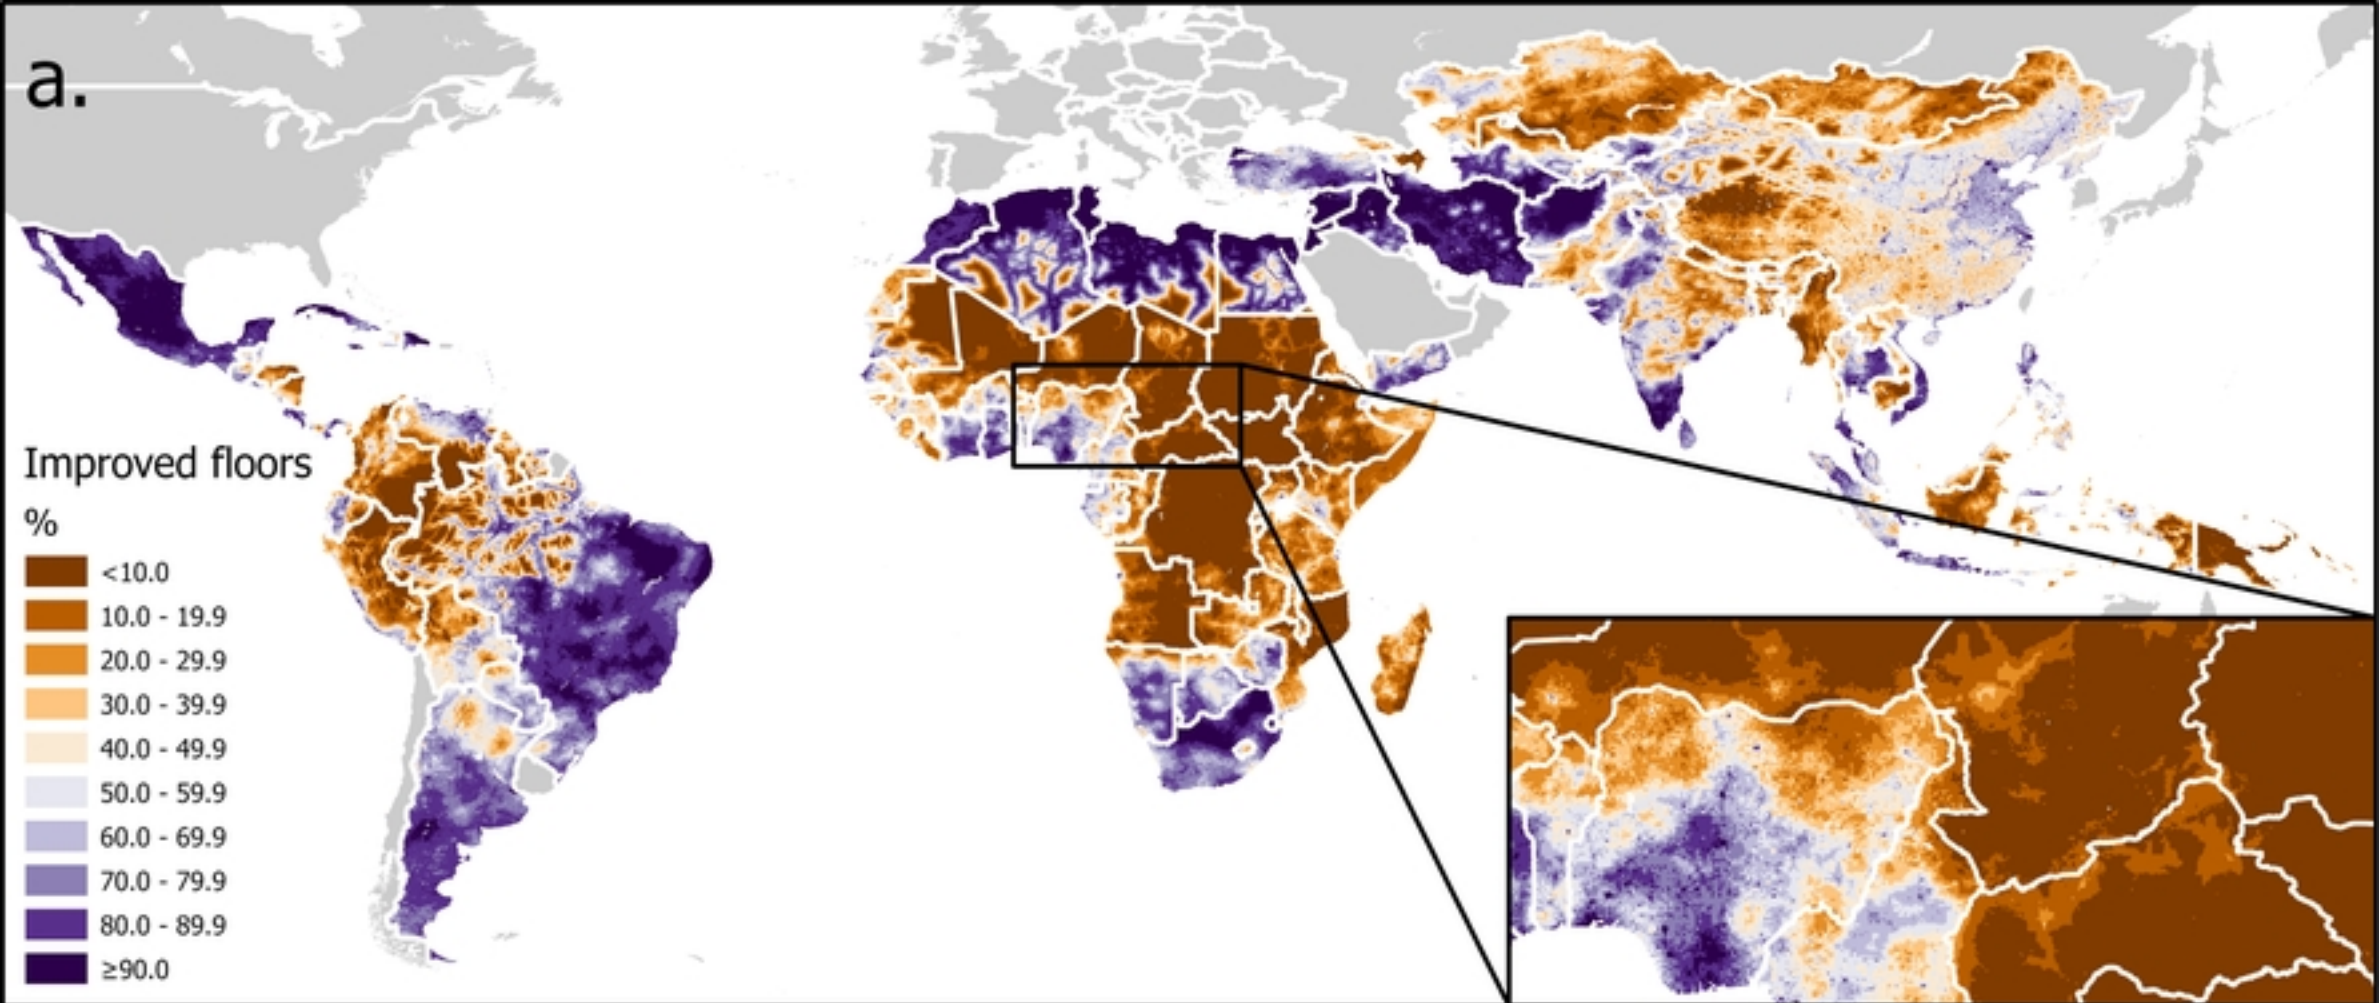 a.
Improved floors
%
<10.0
10.0 - 19.9
20.0 - 29.9
30.0 - 39.9
40.0 - 49.9
50.0 - 59.9
60.0 - 69.9
70.0 - 79.9
80.0 - 89.9
≥90.0